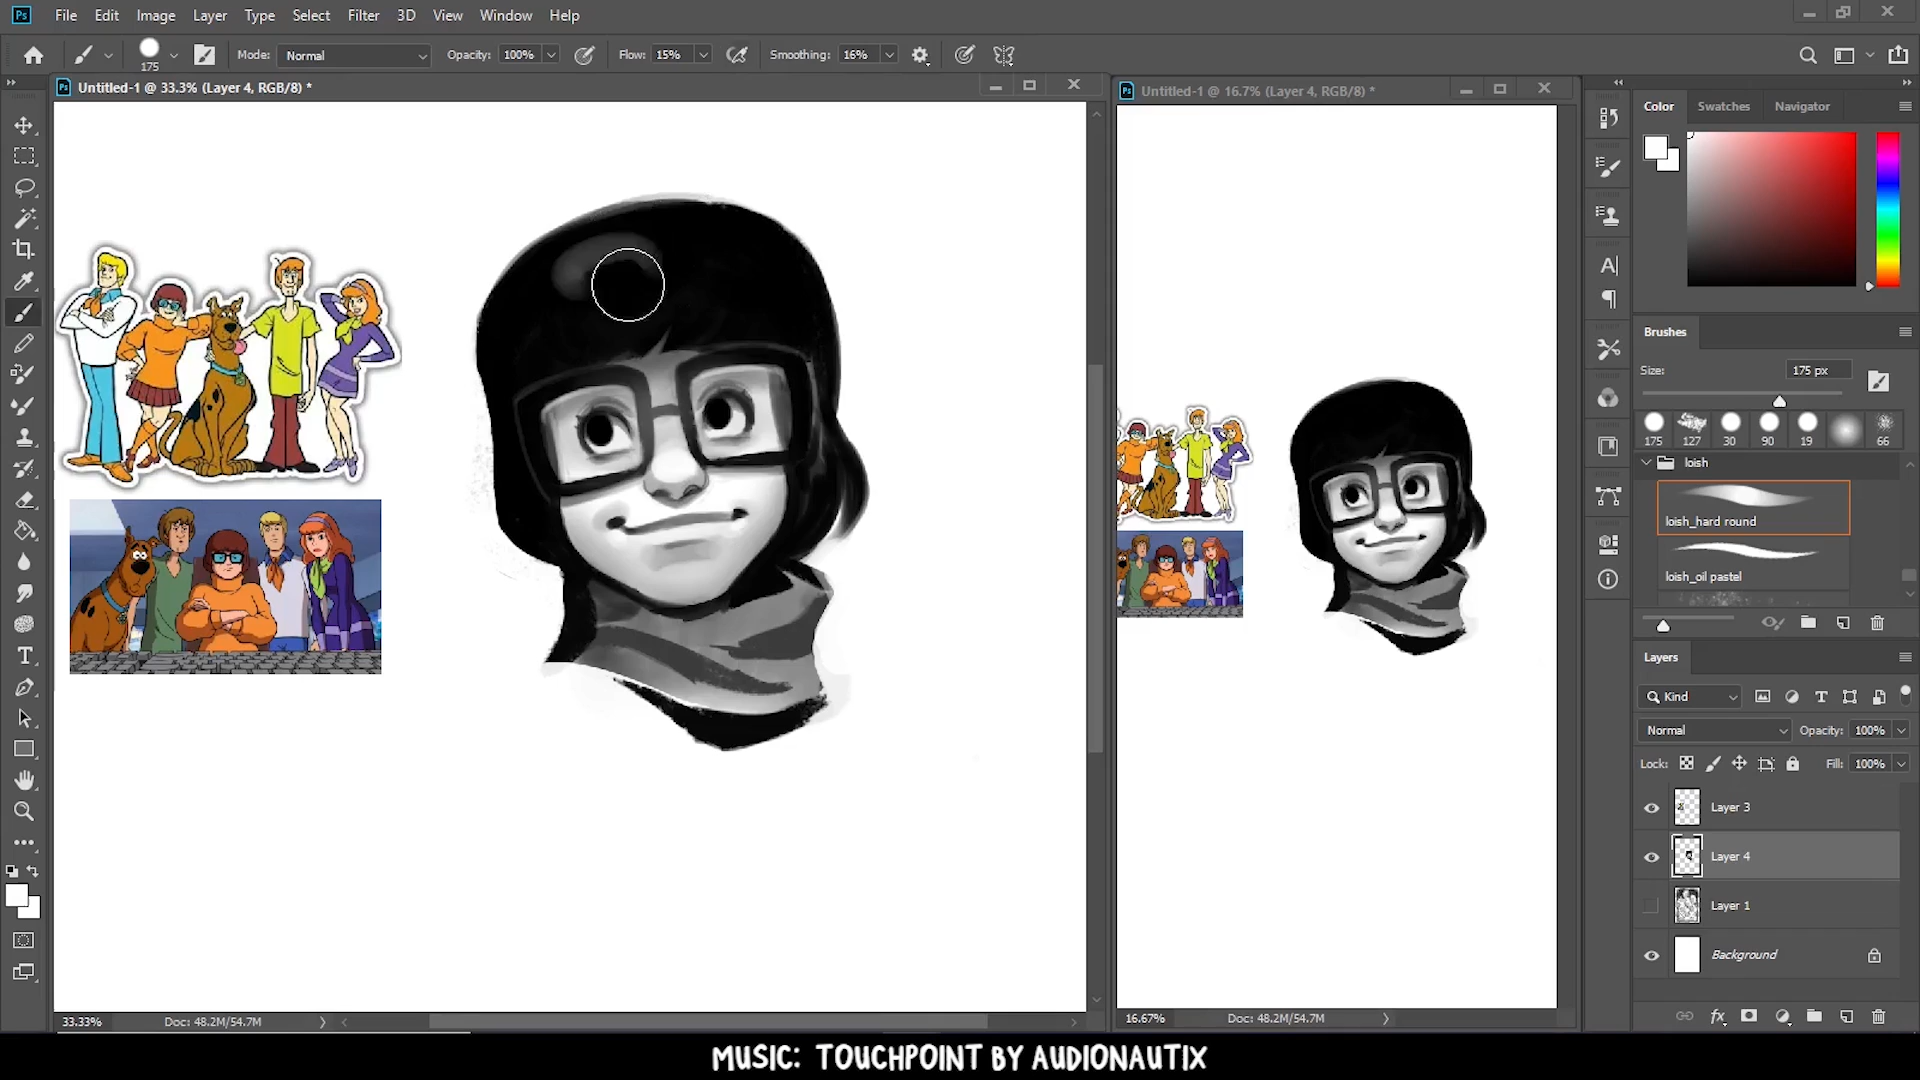 Ps File Edit Image Layer Type Select Filter 3D View Window Help
175 Mode: Normal Opacity: 100% Flow: 15% Smoothing: 16%
Ps Untitled-1 @ 33.3% (Layer 4, RGB/8) *
Ps Untitled-1 @ 16.7% (Layer 4, RGB/8) *
Color Swatches Navigator
Brushes
Size: 175 px
175 127 30 90 19 66
loish
loish_hard round
loish_oil pastel
Layers
Kind
Normal Opacity: 100%
Lock: Fill: 100%
Layer 3
Layer 4
Layer 1
Background
fx
33.33% Doc: 48.2M/54.7M
16.67% Doc: 48.2M/54.7M
MUSIC: TOUCHPOINT BY AUDIONAUTIX